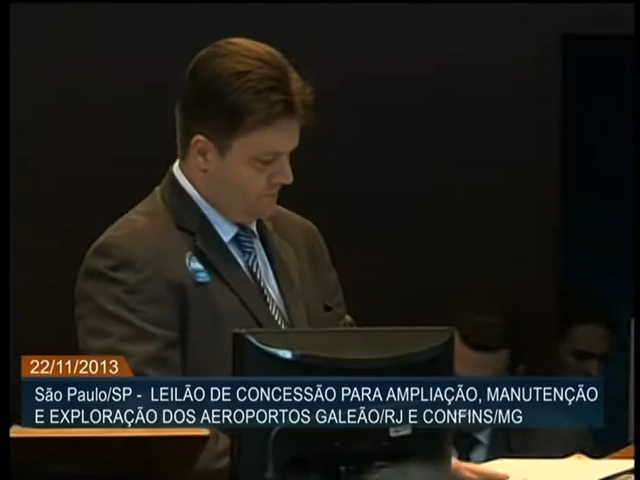 22/11/2013
São Paulo/SP - LEILÃO DE CONCESSÃO PARA AMPLIAÇÃO, MANUTENÇÃO
E EXPLORAÇÃO DOS AEROPORTOS GALEÃO/RJ E CONFINS/MG